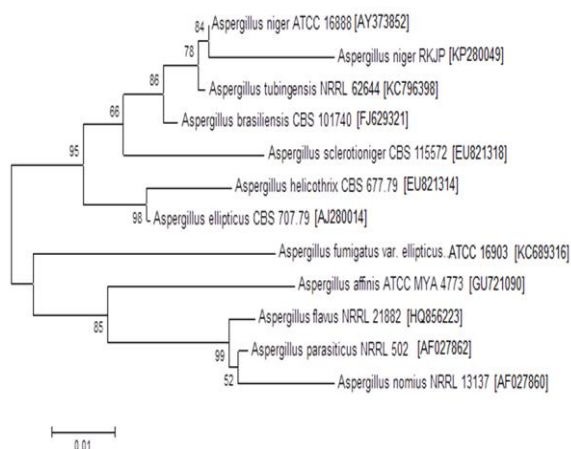 84
Aspergillus niger ATCC 16888 [AY373852]
78
Aspergillus niger RKJP [KP280049]
86
Aspergillus tubingensis NRRL 62644 [KC796398]
66
Aspergillus brasiliensis CBS 101740 [FJ629321]
95
Aspergillus sclerotioniger CBS 115572 [EU821318]
Aspergillus helicothrix CBS 677.79 [EU821314]
98
Aspergillus ellipticus CBS 707.79 [AJ280014]
Aspergillus fumigatus var. ellipticus. ATCC 16903 [KC689316]
Aspergillus affinis ATCC MYA 4773 [GU721090]
85
Aspergillus flavus NRRL 21882 [HQ856223]
99
Aspergillus parasiticus NRRL 502 [AF027862]
52
Aspergillus nomius NRRL 13137 [AF027860]
0.01